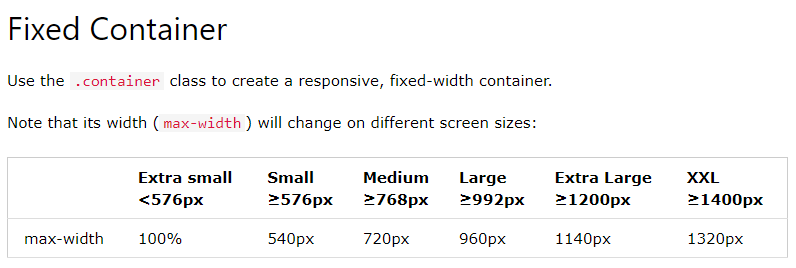 Fixed Container
Use the .container class to create a responsive, fixed-width container.
Note that its width (max-width) will change on different screen sizes:
Extra small Small Medium Large Extra Large XXL
<576px ≥576px ≥768px ≥992px ≥1200px ≥1400px
max-width 100% 540px 720px 960px 1140px 1320px